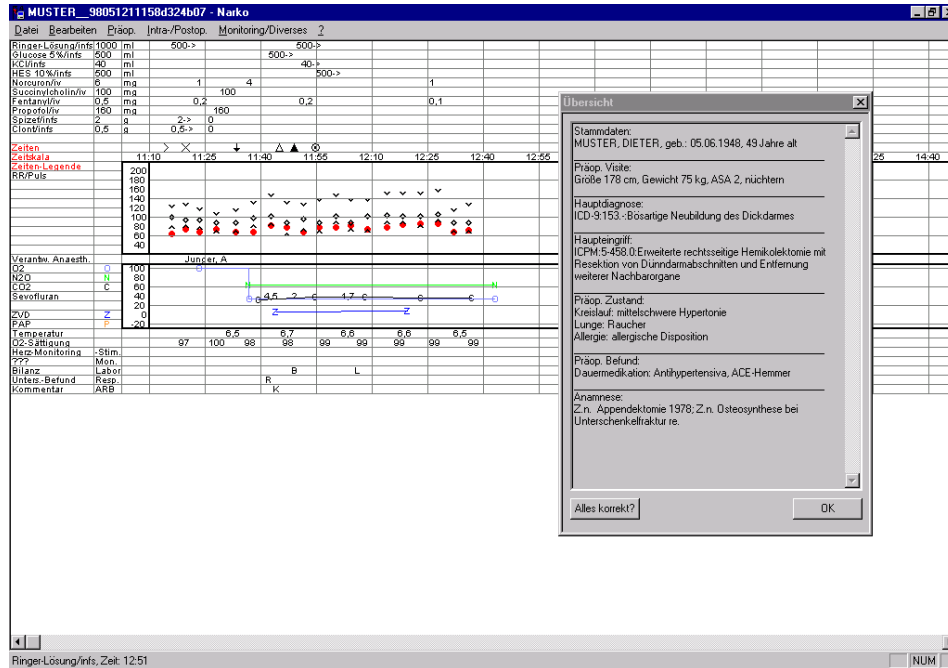 MUSTER__98051211158d324b07 - Narko
Datei Bearbeiten Präop. Intra-/Postop. Monitoring/Diverses ?
Ringer-Lösung/infs 1000 ml 500-> 500->
Glucose 5%/infs 500 ml 500->
KCl/infs 40 ml 40->
HES 10%/infs 500 ml 500->
Norcuron/iv 6 mg 1 4 1
Succinylcholin/iv 100 mg 100
Fentanyl/iv 0,5 mg 0,2 0,2 0,1
Propofol/iv 160 mg 160
Spizef/infs 2 g 2-> 0
Clont/infs 0,5 g 0,5-> 0
Zeiten
Zeitskala 11:10 11:25 11:40 11:55 12:10 12:25 12:40 12:55 25 14:40
Zeiten-Legende
RR/Puls 200
180
160
140
120
100
80
60
40
Verantw. Anaesth. Junger, A
O2 O 100
N2O N 80
CO2 C 60
Sevofluran 40 4,5 2 1,7
20
ZVD Z 0
PAP P -20
Temperatur 6,5 6,7 6,6 6,6 6,5
O2-Sättigung 97 100 98 98 99 99 99 99 99
Herz-Monitoring -Stim.
??? Mon.
Bilanz Labor B L
Unters.-Befund Resp. R
Kommentar ARB K
Übersicht
Stammdaten:
MUSTER, DIETER, geb.: 05.06.1948, 49 Jahre alt
Präop. Visite:
Größe 178 cm, Gewicht 75 kg, ASA 2, nüchtern
Hauptdiagnose:
ICD-9:153.-:Bösartige Neubildung des Dickdarmes
Haupteingriff:
ICPM:5-458.0:Erweiterte rechtsseitige Hemikolektomie mit
Resektion von Dünndarmabschnitten und Entfernung
weiterer Nachbarorgane
Präop. Zustand:
Kreislauf: mittelschwere Hypertonie
Lunge: Raucher
Allergie: allergische Disposition
Präop. Befund:
Dauermedikation: Antihypertensiva, ACE-Hemmer
Anamnese:
Z.n. Appendektomie 1978; Z.n. Osteosynthese bei
Unterschenkelfraktur re.
Alles korrekt? OK
Ringer-Lösung/infs, Zeit: 12:51 NUM